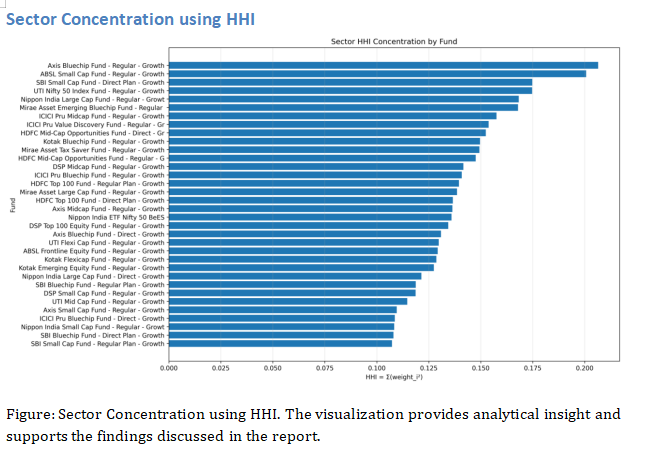 Sector Concentration using HHI
Sector HHI Concentration by Fund
Axis Bluechip Fund - Regular - Growth
ABSL Small Cap Fund - Regular - Growth
SBI Small Cap Fund - Direct Plan - Growth
UTI Nifty 50 Index Fund - Regular - Growth
Nippon India Large Cap Fund - Regular - Growt
Mirae Asset Emerging Bluechip Fund - Regular
ICICI Pru Midcap Fund - Regular - Growth
ICICI Pru Value Discovery Fund - Regular - Gr
HDFC Mid-Cap Opportunities Fund - Direct - Gr
Kotak Bluechip Fund - Regular - Growth
Mirae Asset Tax Saver Fund - Regular - Growth
HDFC Mid-Cap Opportunities Fund - Regular - G
DSP Midcap Fund - Regular - Growth
ICICI Pru Bluechip Fund - Regular - Growth
HDFC Top 100 Fund - Regular Plan - Growth
Mirae Asset Large Cap Fund - Regular - Growth
HDFC Top 100 Fund - Direct Plan - Growth
Axis Midcap Fund - Regular - Growth
Nippon India ETF Nifty 50 BeES
DSP Top 100 Equity Fund - Regular - Growth
Axis Bluechip Fund - Direct - Growth
UTI Flexi Cap Fund - Regular - Growth
ABSL Frontline Equity Fund - Regular - Growth
Kotak Flexicap Fund - Regular - Growth
Kotak Emerging Equity Fund - Regular - Growth
Nippon India Large Cap Fund - Direct - Growth
SBI Bluechip Fund - Regular Plan - Growth
DSP Small Cap Fund - Regular - Growth
UTI Mid Cap Fund - Regular - Growth
Axis Small Cap Fund - Regular - Growth
ICICI Pru Bluechip Fund - Direct - Growth
Nippon India Small Cap Fund - Regular - Growt
SBI Bluechip Fund - Direct Plan - Growth
SBI Small Cap Fund - Regular Plan - Growth
Fund
0.000 0.025 0.050 0.075 0.100 0.125 0.150 0.175 0.200
HHI = Σ(weight_i²)
Figure: Sector Concentration using HHI. The visualization provides analytical insight and
supports the findings discussed in the report.